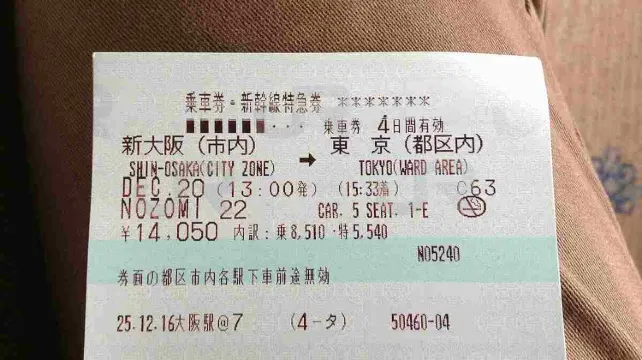 乗車券・新幹線特急券 *******
■■■■■■・・・ 乗車券 4日間有効
新大阪(市内) ➡ 東京(都区内)
SHIN-OSAKA(CITY ZONE) TOKYO(WARD AREA)
DEC.20 (13:00発) (15:33着) C63
NOZOMI 22 CAR. 5 SEAT. 1-E
¥14,050 内訳:乗8,510・特5,540
N05240
券面の都区市内各駅下車前途無効
25.12.16大阪駅@7 (4-タ) 50460-04